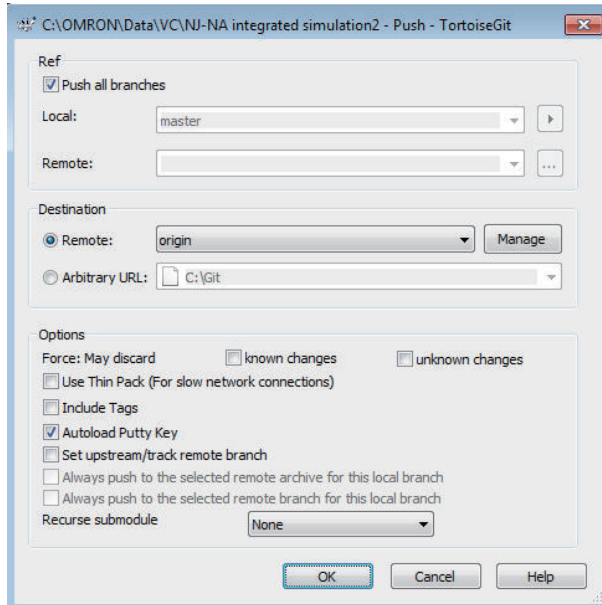 C:\OMRON\Data\VC\NJ-NA integrated simulation2 - Push - TortoiseGit
Ref
Push all branches
Local: master
Remote:
...
Destination
Remote: origin Manage
Arbitrary URL: C:\Git
Options
Force: May discard known changes unknown changes
Use Thin Pack (For slow network connections)
Include Tags
Autoload Putty Key
Set upstream/track remote branch
Always push to the selected remote archive for this local branch
Always push to the selected remote branch for this local branch
Recurse submodule None
OK Cancel Help